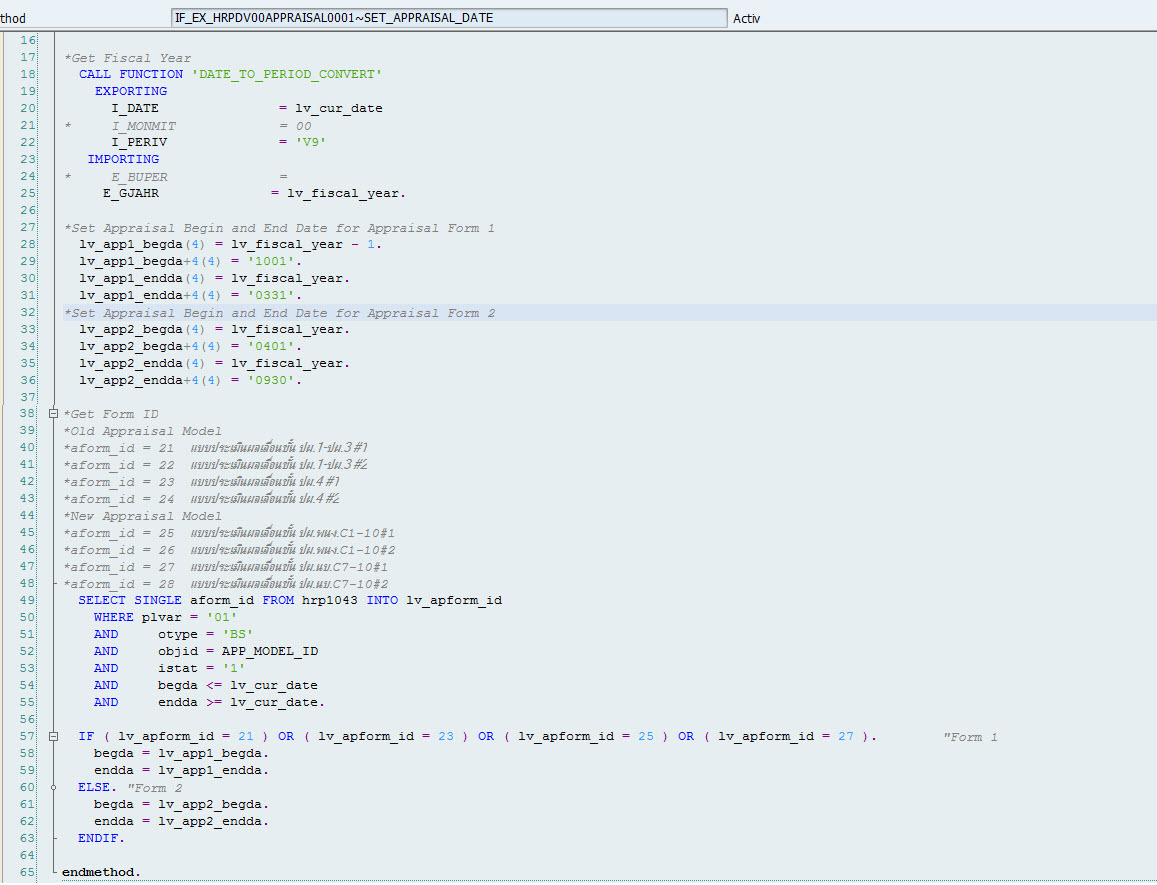 thod IF_EX_HRPDV00APPRAISAL0001~SET_APPRAISAL_DATE Activ
16
17 *Get Fiscal Year
18 CALL FUNCTION 'DATE_TO_PERIOD_CONVERT'
19 EXPORTING
20 I_DATE = lv_cur_date
21 * I_MONMIT = 00
22 I_PERIV = 'V9'
23 IMPORTING
24 * E_BUPER =
25 E_GJAHR = lv_fiscal_year.
26
27 *Set Appraisal Begin and End Date for Appraisal Form 1
28 lv_app1_begda(4) = lv_fiscal_year - 1.
29 lv_app1_begda+4(4) = '1001'.
30 lv_app1_endda(4) = lv_fiscal_year.
31 lv_app1_endda+4(4) = '0331'.
32 *Set Appraisal Begin and End Date for Appraisal Form 2
33 lv_app2_begda(4) = lv_fiscal_year.
34 lv_app2_begda+4(4) = '0401'.
35 lv_app2_endda(4) = lv_fiscal_year.
36 lv_app2_endda+4(4) = '0930'.
37
38 *Get Form ID
39 *Old Appraisal Model
40 *aform_id = 21 แบบประเมินผลเลื่อนขั้น ปผ.1-ปผ.3 #1
41 *aform_id = 22 แบบประเมินผลเลื่อนขั้น ปผ.1-ปผ.3 #2
42 *aform_id = 23 แบบประเมินผลเลื่อนขั้น ปผ.4 #1
43 *aform_id = 24 แบบประเมินผลเลื่อนขั้น ปผ.4 #2
44 *New Appraisal Model
45 *aform_id = 25 แบบประเมินผลเลื่อนขั้น ปผ.พนง.C1-10#1
46 *aform_id = 26 แบบประเมินผลเลื่อนขั้น ปผ.พนง.C1-10#2
47 *aform_id = 27 แบบประเมินผลเลื่อนขั้น ปผ.นบ.C7-10#1
48 *aform_id = 28 แบบประเมินผลเลื่อนขั้น ปผ.นบ.C7-10#2
49 SELECT SINGLE aform_id FROM hrp1043 INTO lv_apform_id
50 WHERE plvar = '01'
51 AND otype = 'BS'
52 AND objid = APP_MODEL_ID
53 AND istat = '1'
54 AND begda <= lv_cur_date
55 AND endda >= lv_cur_date.
56
57 IF ( lv_apform_id = 21 ) OR ( lv_apform_id = 23 ) OR ( lv_apform_id = 25 ) OR ( lv_apform_id = 27 ). "Form 1
58 begda = lv_app1_begda.
59 endda = lv_app1_endda.
60 ELSE. "Form 2
61 begda = lv_app2_begda.
62 endda = lv_app2_endda.
63 ENDIF.
64
65 endmethod.